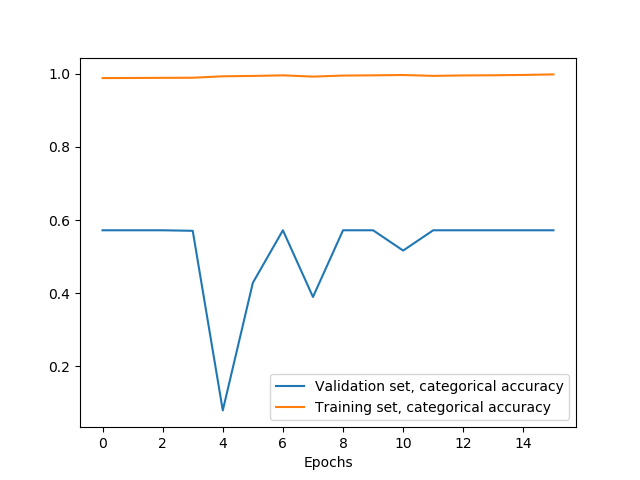 1.0
0.8
0.6
0.4
0.2
Validation set, categorical accuracy
Training set, categorical accuracy
0 2 4 6 8 10 12 14
Epochs